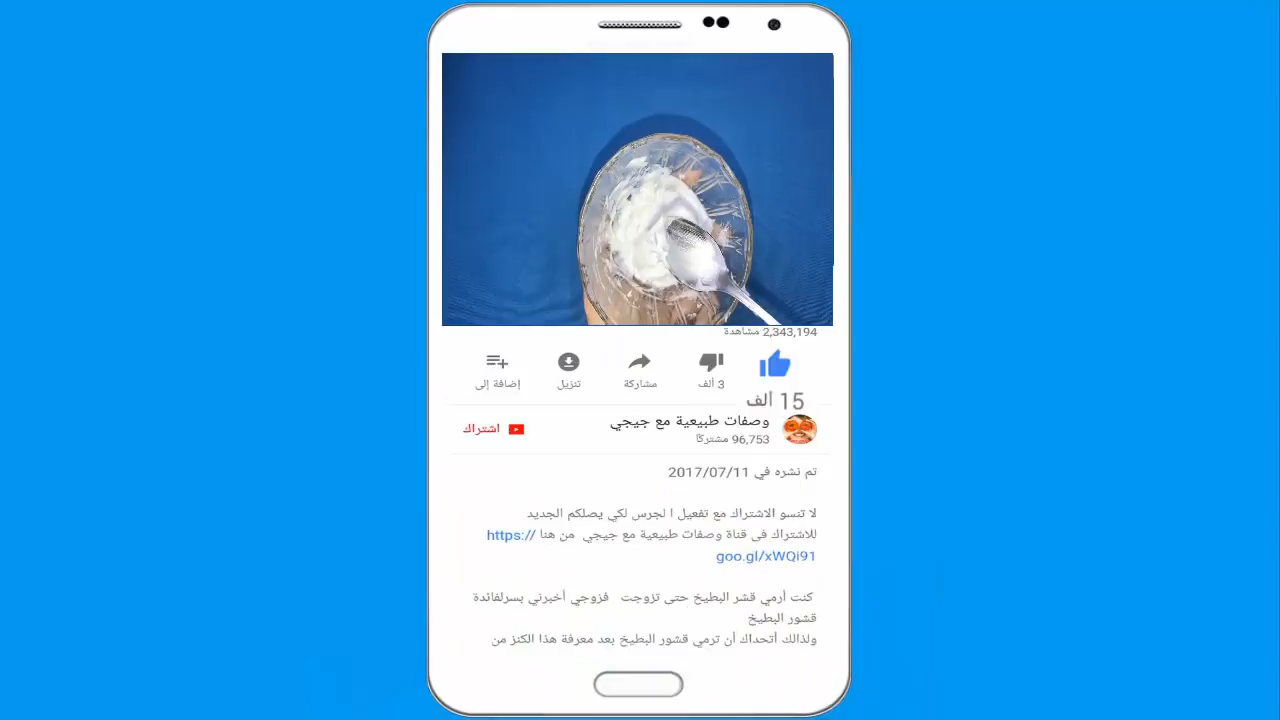 2,343,194 مشاهدة
15 ألف
3 ألف
مشاركة
تنزيل
إضافة إلى
وصفات طبيعية مع جيجي
96,753 مشتركًا
اشتراك
تم نشره في 2017/07/11
لا تنسو الاشتراك مع تفعيل ا لجرس لكي يصلكم الجديد
للاشتراك فى قناة وصفات طبيعية مع جيجي من هنا https://
goo.gl/xWQi91
كنت أرمي قشر البطيخ حتى تزوجت فزوجي أخبرني بسرلفائدة
قشور البطيخ
ولذالك أتحداك أن ترمي قشور البطيخ بعد معرفة هذا الكنز من